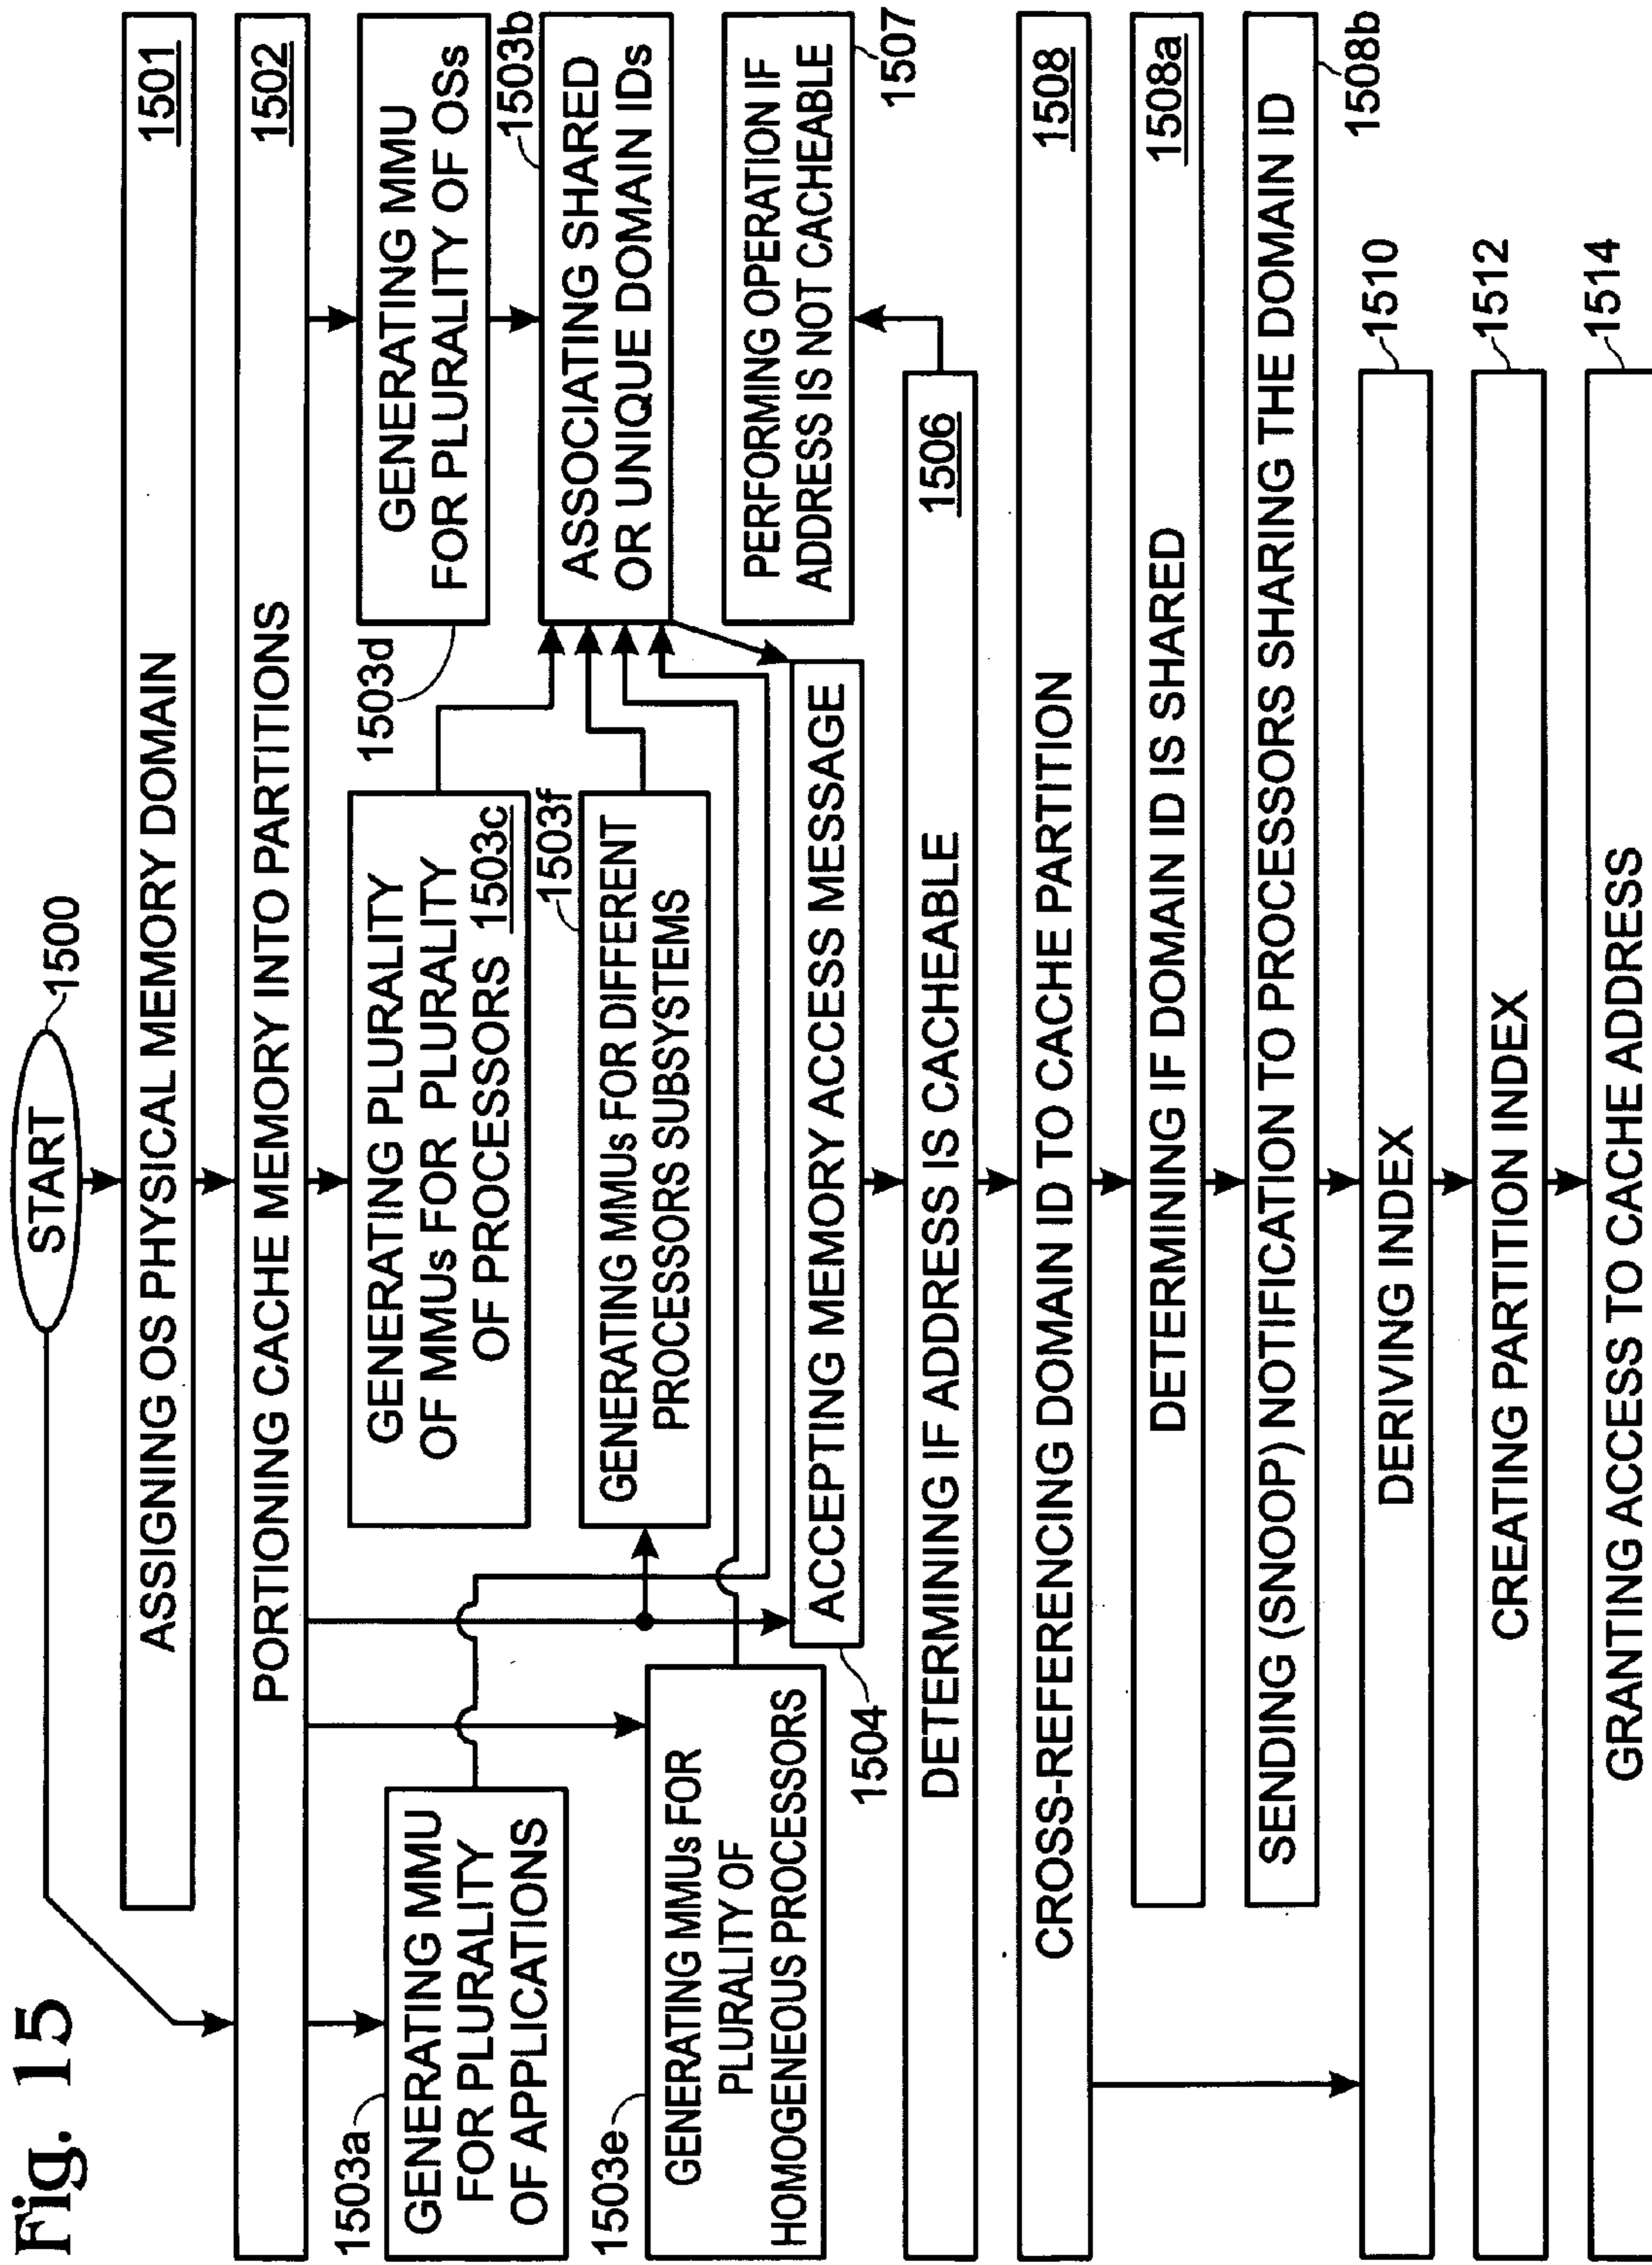 Fig. 15
START
1500
ASSIGNING OS PHYSICAL MEMORY DOMAIN
1501
PORTIONING CACHE MEMORY INTO PARTITIONS
1502
1503a
GENERATING MMU
FOR PLURALITY
OF APPLICATIONS
GENERATING PLURALITY
OF MMUs FOR PLURALITY
OF PROCESSORS 1503c
1503d
GENERATING MMU
FOR PLURALITY OF OSs
1503b
ASSOCIATING SHARED
OR UNIQUE DOMAIN IDs
1503e
GENERATING MMUs FOR
PLURALITY OF
HOMOGENEOUS PROCESSORS
1503f
GENERATING MMUs FOR DIFFERENT
PROCESSORS SUBSYSTEMS
PERFORMING OPERATION IF
ADDRESS IS NOT CACHEABLE
1507
1504
ACCEPTING MEMORY ACCESS MESSAGE
DETERMINING IF ADDRESS IS CACHEABLE
1506
CROSS-REFERENCING DOMAIN ID TO CACHE PARTITION
1508
DETERMINING IF DOMAIN ID IS SHARED
1508a
SENDING (SNOOP) NOTIFICATION TO PROCESSORS SHARING THE DOMAIN ID
1508b
DERIVING INDEX
1510
CREATING PARTITION INDEX
1512
GRANTING ACCESS TO CACHE ADDRESS
1514